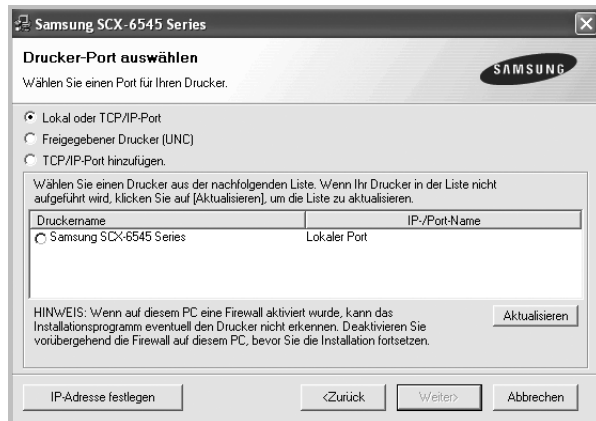 Samsung SCX-6545 Series
Drucker-Port auswählen
SAMSUNG
Wählen Sie einen Port für Ihren Drucker.
Lokal oder TCP/IP-Port
Freigegebener Drucker (UNC)
TCP/IP-Port hinzufügen.
Wählen Sie einen Drucker aus der nachfolgenden Liste. Wenn Ihr Drucker in der Liste nicht
aufgeführt wird, klicken Sie auf [Aktualisieren], um die Liste zu aktualisieren.
Druckername IP-/Port-Name
Samsung SCX-6545 Series Lokaler Port
HINWEIS: Wenn auf diesem PC eine Firewall aktiviert wurde, kann das
Installationsprogramm eventuell den Drucker nicht erkennen. Deaktivieren Sie
vorübergehend die Firewall auf diesem PC, bevor Sie die Installation fortsetzen.
Aktualisieren
IP-Adresse festlegen <Zurück Weiter> Abbrechen